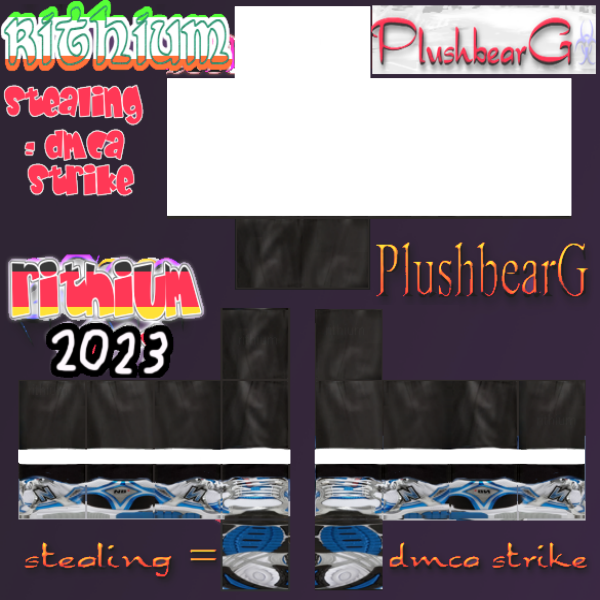 RiTHiUM
PlushbearG
Stealing
= dmca
Strike
PlushbearG
rithiUM
2023
stealing =
dmca strike